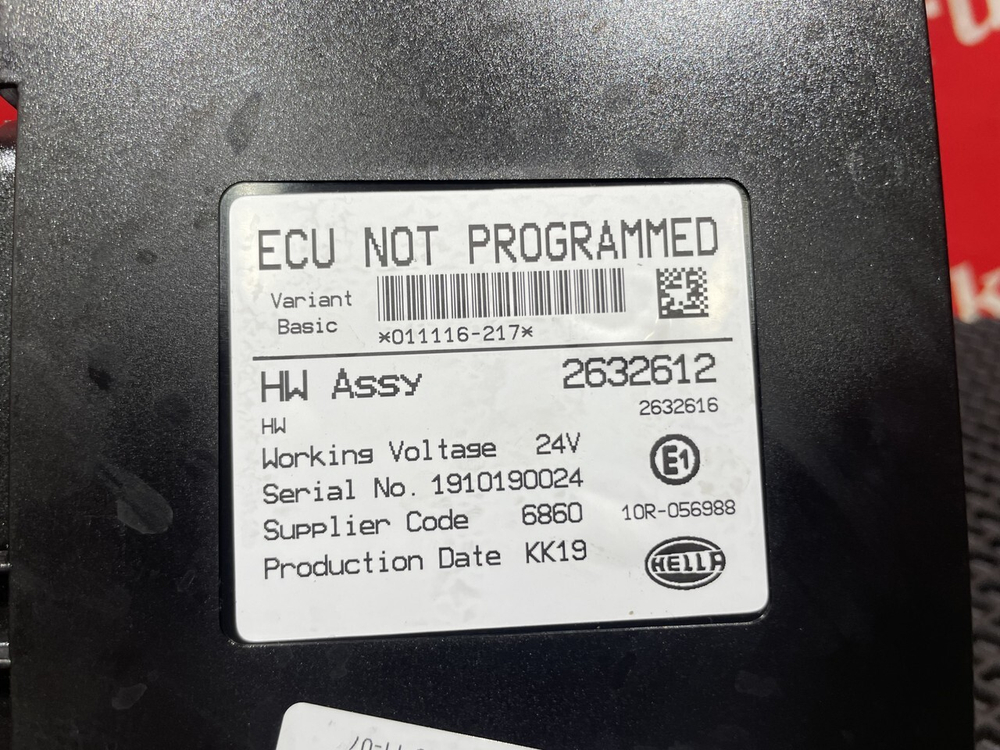 ECU NOT PROGRAMMED
Variant
Basic
*011116-217*
HW Assy 2632612
HW 2632616
Working Voltage 24V
E1
Serial No. 1910190024
Supplier Code 6860 10R-056988
Production Date KK19
HELLA